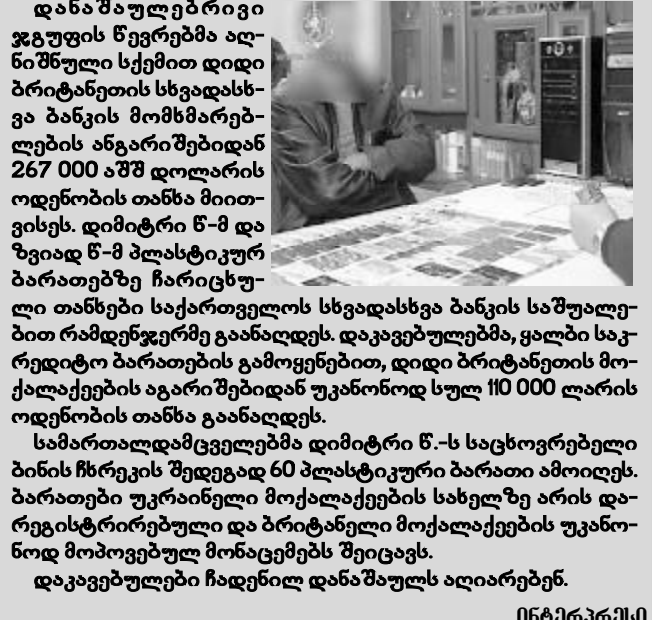 დანაშაულებრივი
ჯგუფის წევრებმა აღ-
ნიშნული სქემით დიდი
ბრიტანეთის სხვადასხ-
ვა ბანკის მომხმარებ-
ლების ანგარიშებიდან
267 000 აშშ დოლარის
ოდენობის თანხა მიით-
ვისეს. დიმიტრი წ-მ და
ზვიად წ-მ პლასტიკურ
ბარათებზე ჩარიცხუ-
ლი თანხები საქართველოს სხვადასხვა ბანკის საშუალე-
ბით რამდენჯერმე გაანაღდეს. დაკავებულებმა, ყალბი საკ-
რედიტო ბარათების გამოყენებით, დიდი ბრიტანეთის მო-
ქალაქეების აგარიშებიდან უკანონოდ სულ 110 000 ლარის
ოდენობის თანხა გაანაღდეს.
სამართალდამცველებმა დიმიტრი წ.-ს საცხოვრებელი
ბინის ჩხრეკის შედეგად 60 პლასტიკური ბარათი ამოიღეს.
ბარათები უკრაინელი მოქალაქეების სახელზე არის და-
რეგისტრირებული და ბრიტანელი მოქალაქეების უკანო-
ნოდ მოპოვებულ მონაცემებს შეიცავს.
დაკავებულები ჩადენილ დანაშაულს აღიარებენ.
ინტერპრესი